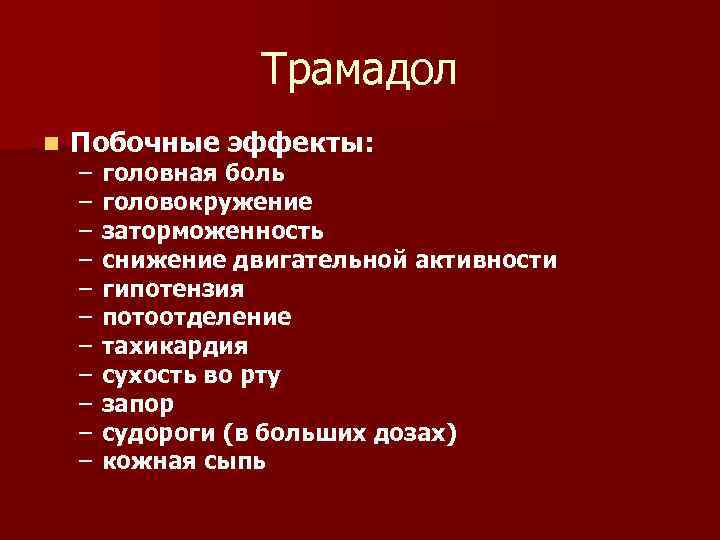 Трамадол
Побочные эффекты:
– головная боль
– головокружение
– заторможенность
– снижение двигательной активности
– гипотензия
– потоотделение
– тахикардия
– сухость во рту
– запор
– судороги (в больших дозах)
– кожная сыпь